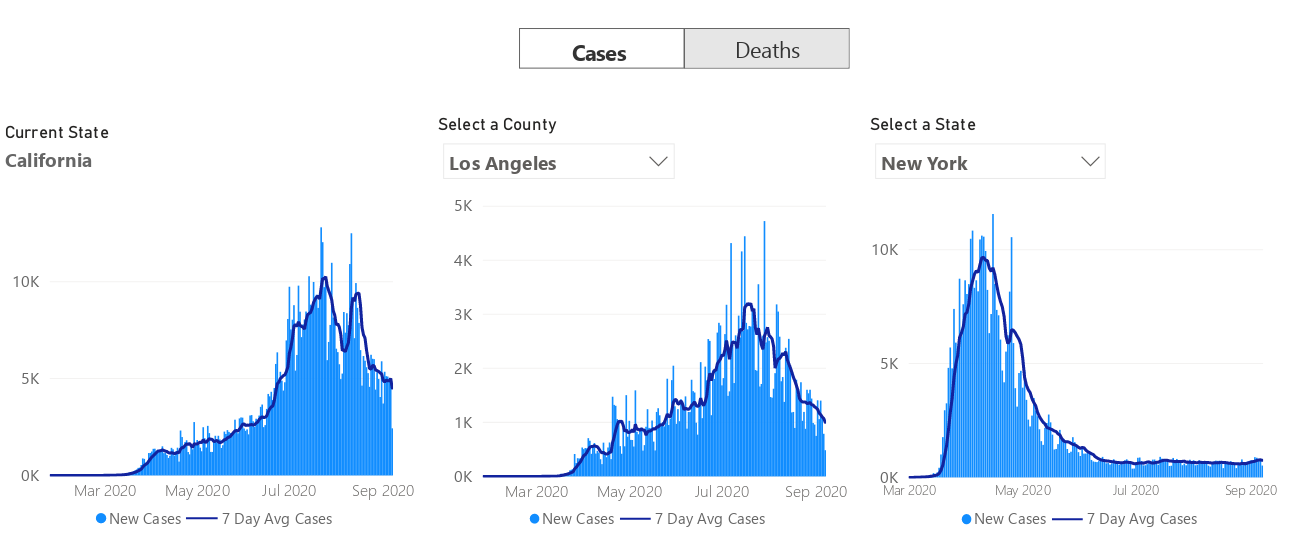 Cases Deaths
Current State
California
Select a County
Los Angeles
Select a State
New York
10K
5K
0K
Mar 2020 May 2020 Jul 2020 Sep 2020
New Cases 7 Day Avg Cases
5K
4K
3K
2K
1K
0K
Mar 2020 May 2020 Jul 2020 Sep 2020
New Cases 7 Day Avg Cases
10K
5K
0K
Mar 2020 May 2020 Jul 2020 Sep 2020
New Cases 7 Day Avg Cases